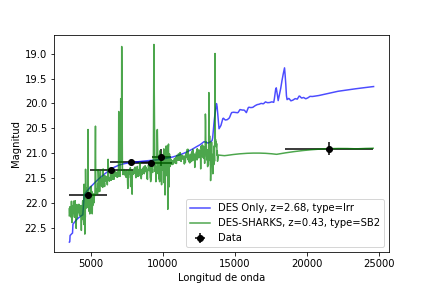 19.0
19.5
20.0
20.5
21.0
21.5
22.0
22.5
Magnitud
DES Only, z=2.68, type=Irr
DES-SHARKS, z=0.43, type=SB2
Data
5000 10000 15000 20000 25000
Longitud de onda